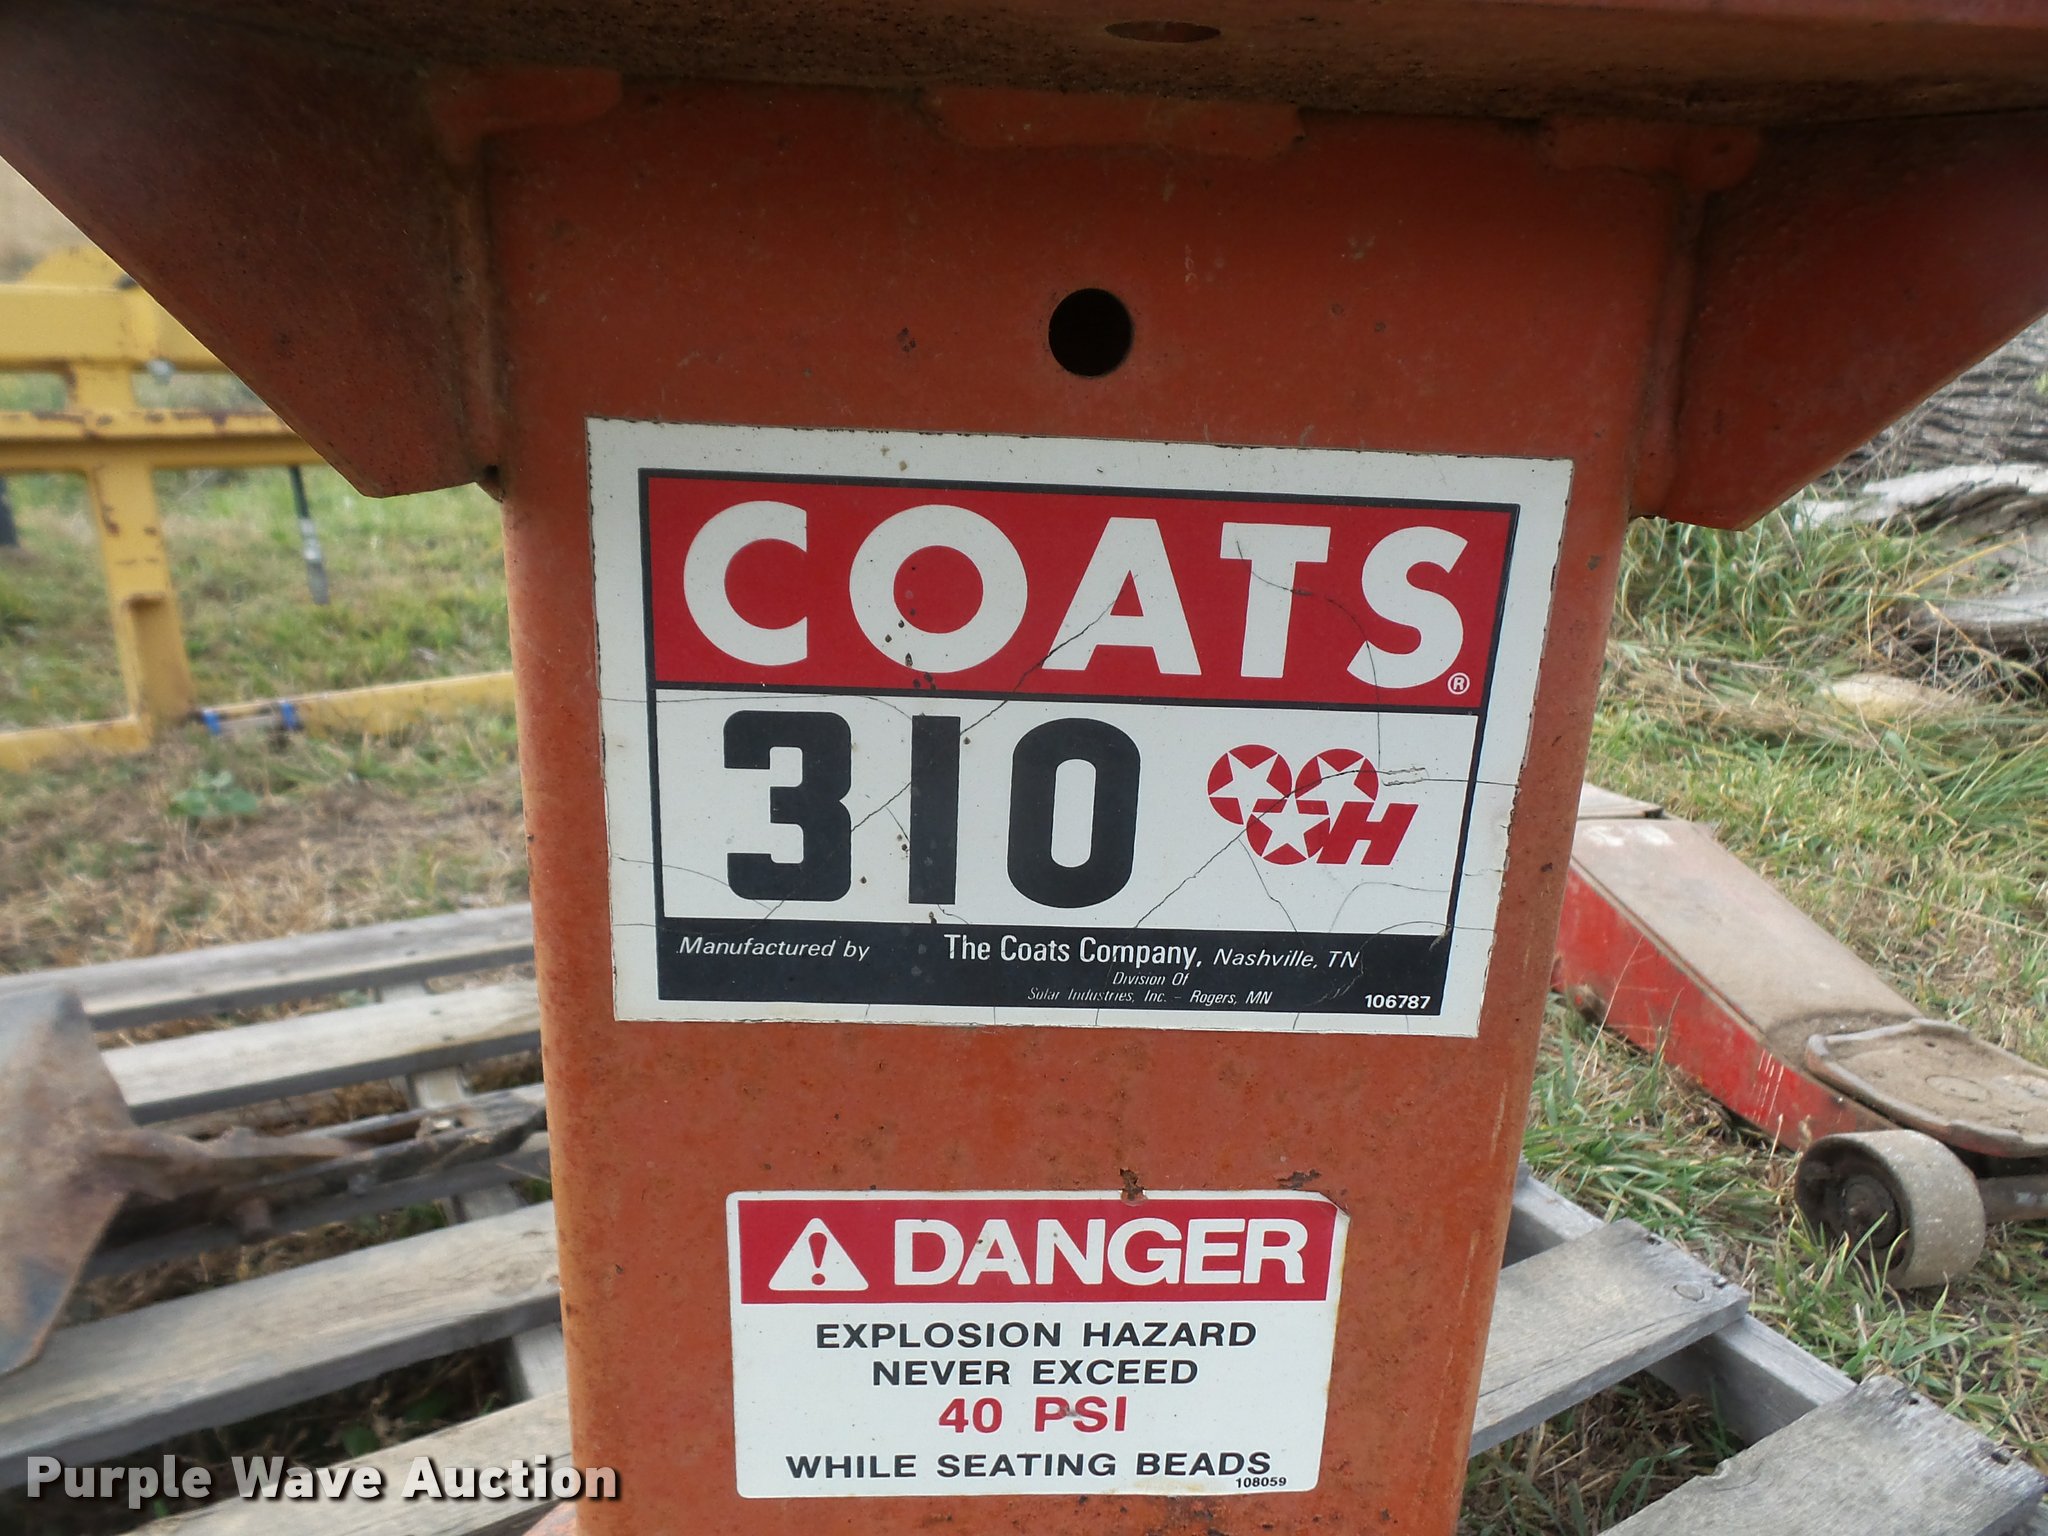 COATS®
310 H
Manufactured by The Coats Company, Nashville, TN
Division Of
Solar Industries, Inc. - Rogers, MN 106787
DANGER
EXPLOSION HAZARD
NEVER EXCEED
40 PSI
WHILE SEATING BEADS
108059
Purple Wave Auction